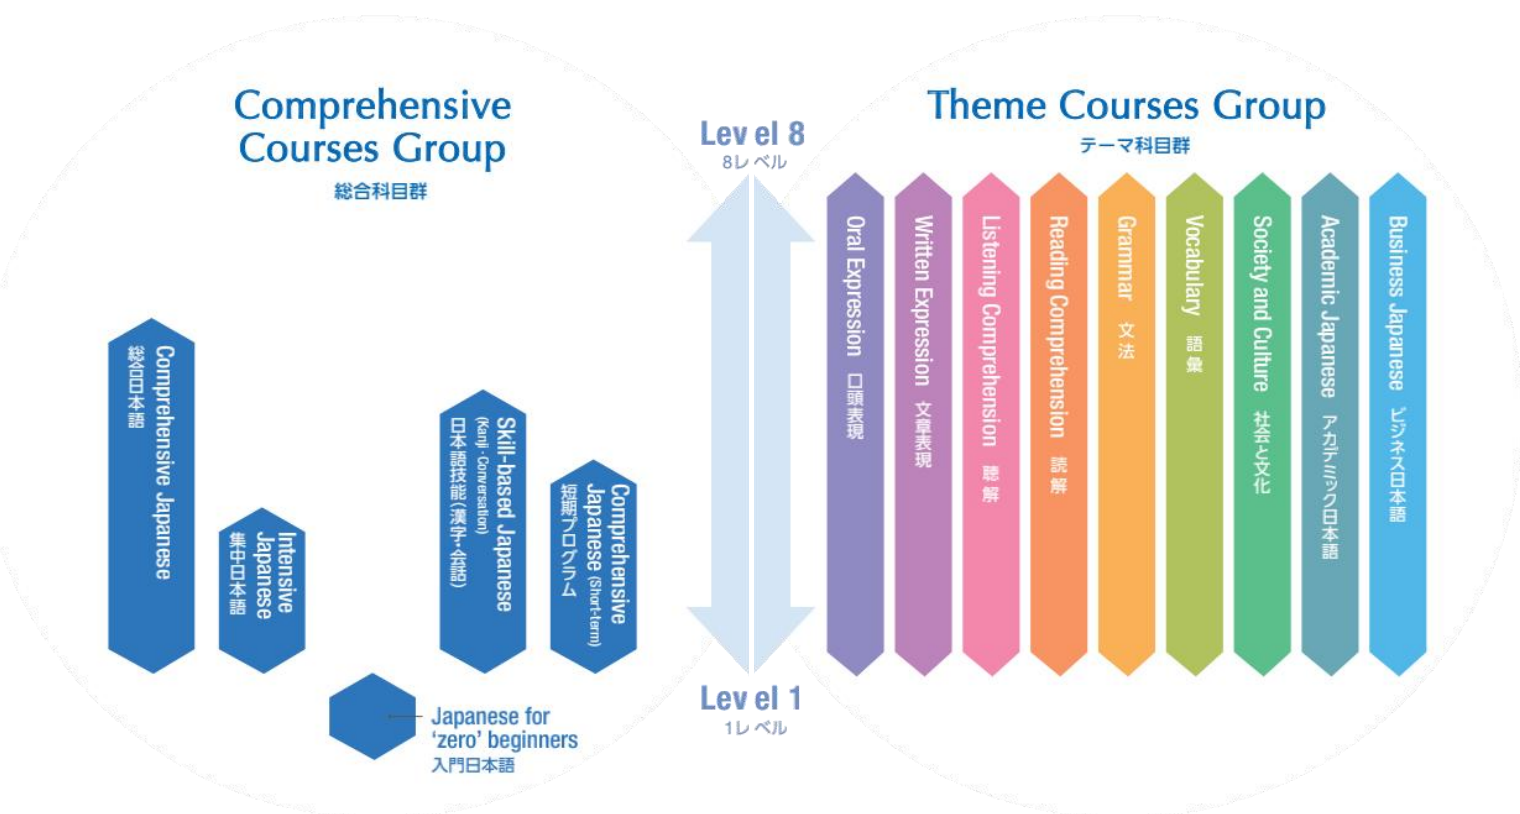 Comprehensive
Courses Group
総合科目群
Comprehensive Japanese
総合日本語
Intensive
Japanese
集中日本語
Japanese for
‘zero’ beginners
入門日本語
Skill-based Japanese
(Kanji・Conversation)
日本語技能(漢字・会話)
Comprehensive
Japanese (Short-term)
短期プログラム
Level 8
8レベル
Level 1
1レベル
Theme Courses Group
テーマ科目群
Oral Expression 口頭表現
Written Expression 文章表現
Listening Comprehension 聴解
Reading Comprehension 読解
Grammar 文法
Vocabulary 語彙
Society and Culture 社会と文化
Academic Japanese アカデミック日本語
Business Japanese ビジネス日本語